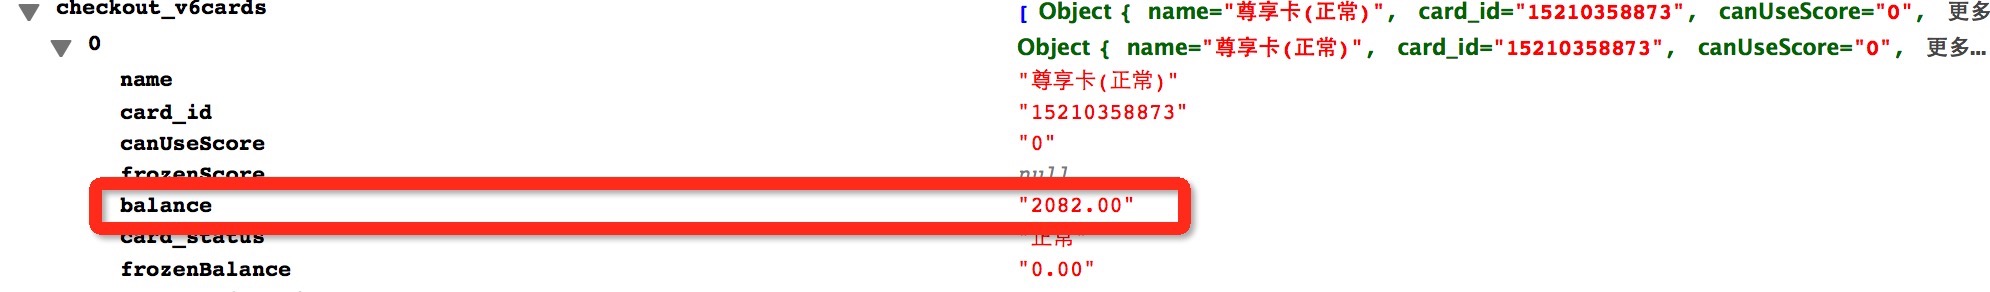 checkout_v6cards [ Object { name="尊享卡(正常)", card_id="15210358873", canUseScore="0", 更多
0 Object { name="尊享卡(正常)", card_id="15210358873", canUseScore="0", 更多...
name "尊享卡(正常)"
card_id "15210358873"
canUseScore "0"
frozenScore null
balance "2082.00"
card_status "正常"
frozenBalance "0.00"